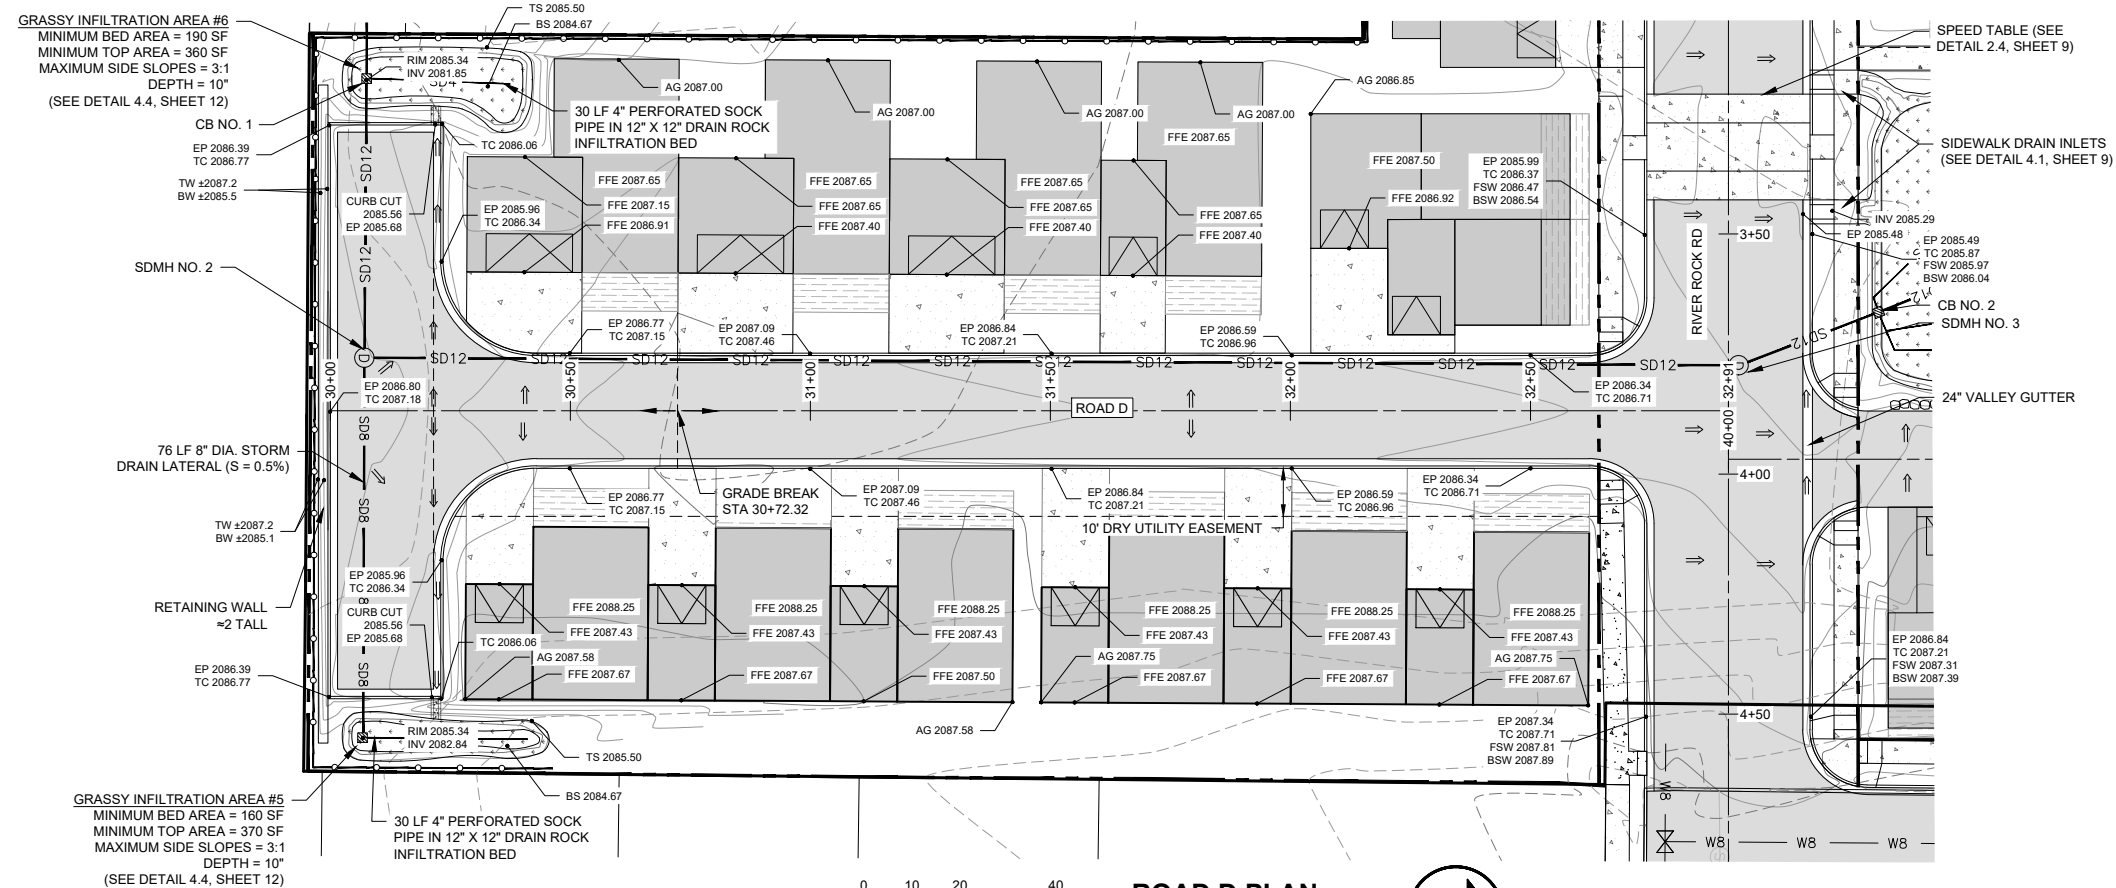 GRASSY INFILTRATION AREA #6
MINIMUM BED AREA = 190 SF
MINIMUM TOP AREA = 360 SF
MAXIMUM SIDE SLOPES = 3:1
DEPTH = 10"
(SEE DETAIL 4.4, SHEET 12)
CB NO. 1
EP 2086.39
TC 2086.77
TW ±2087.2
BW ±2085.5
SDMH NO. 2
76 LF 8" DIA. STORM
DRAIN LATERAL (S = 0.5%)
TW ±2087.2
BW ±2085.1
RETAINING WALL
≈2 TALL
EP 2086.39
TC 2086.77
GRASSY INFILTRATION AREA #5
MINIMUM BED AREA = 160 SF
MINIMUM TOP AREA = 370 SF
MAXIMUM SIDE SLOPES = 3:1
DEPTH = 10"
(SEE DETAIL 4.4, SHEET 12)
TS 2085.50
BS 2084.67
RIM 2085.34
INV 2081.85
SD4
30 LF 4" PERFORATED SOCK
PIPE IN 12" X 12" DRAIN ROCK
INFILTRATION BED
TC 2086.06
SD12
SD12
CURB CUT
2085.56
EP 2085.68
EP 2085.96
TC 2086.34
AG 2087.00
AG 2087.00
AG 2087.00
AG 2087.00
AG 2086.85
FFE 2087.65
FFE 2087.65
FFE 2087.15
FFE 2086.91
FFE 2087.65
FFE 2087.65
FFE 2087.40
FFE 2087.65
FFE 2087.65
FFE 2087.40
FFE 2087.65
FFE 2087.40
FFE 2087.50
FFE 2086.92
EP 2085.99
TC 2086.37
FSW 2086.47
BSW 2086.54
SPEED TABLE (SEE
DETAIL 2.4, SHEET 9)
SIDEWALK DRAIN INLETS
(SEE DETAIL 4.1, SHEET 9)
INV 2085.29
EP 2085.48
3+50
RIVER ROCK RD
EP 2085.49
TC 2085.87
FSW 2085.97
BSW 2086.04
CB NO. 2
SDMH NO. 3
SD12
24" VALLEY GUTTER
EP 2086.77
TC 2087.15
EP 2087.09
TC 2087.46
EP 2086.84
TC 2087.21
EP 2086.59
TC 2086.96
EP 2086.34
TC 2086.71
D
SD12
SD12
SD12
SD12
SD12
SD12
SD12
SD12
SD12
SD12
SD12
SD12
SD12
D
30+00
30+50
31+00
31+50
32+00
32+50
32+91
40+00
4+00
4+50
EP 2086.80
TC 2087.18
ROAD D
SD8
SD8
8
SD8
GRADE BREAK
STA 30+72.32
EP 2086.77
TC 2087.15
EP 2087.09
TC 2087.46
EP 2086.84
TC 2087.21
10' DRY UTILITY EASEMENT
EP 2086.59
TC 2086.96
EP 2086.34
TC 2086.71
EP 2085.96
TC 2086.34
CURB CUT
2085.56
EP 2085.68
TC 2086.06
FFE 2088.25
FFE 2087.43
AG 2087.58
FFE 2087.67
FFE 2088.25
FFE 2087.43
FFE 2087.67
FFE 2088.25
FFE 2087.43
FFE 2087.50
AG 2087.58
FFE 2088.25
FFE 2087.43
AG 2087.75
FFE 2087.67
FFE 2088.25
FFE 2087.43
FFE 2087.67
FFE 2088.25
FFE 2087.43
AG 2087.75
FFE 2087.67
EP 2087.34
TC 2087.71
FSW 2087.81
BSW 2087.89
EP 2086.84
TC 2087.21
FSW 2087.31
BSW 2087.39
RIM 2085.34
INV 2082.84
TS 2085.50
BS 2084.67
30 LF 4" PERFORATED SOCK
PIPE IN 12" X 12" DRAIN ROCK
INFILTRATION BED
W8
W8
W8
W8
0 10 20 40
ROAD D PLAN